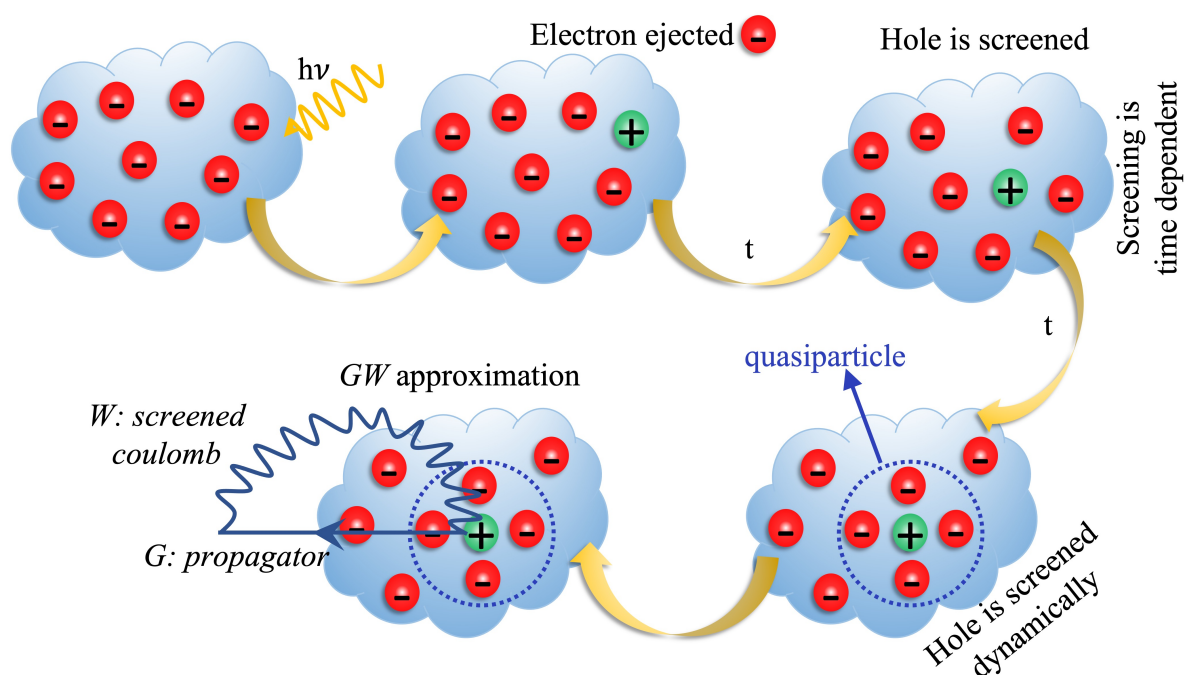 Electron ejected
Hole is screened
hν
Screening is
time dependent
t
t
quasiparticle
GW approximation
W: screened
coulomb
G: propagator
Hole is screened
dynamically